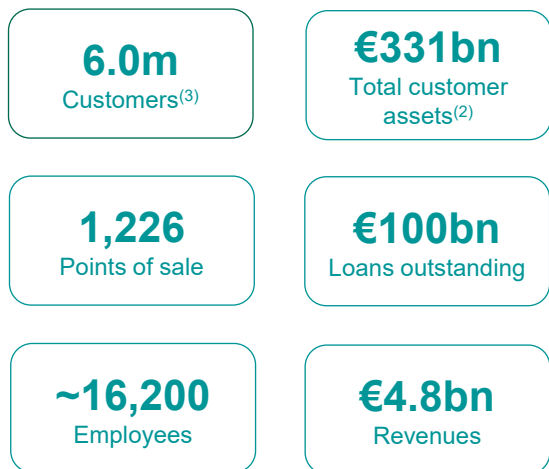 6.0m
Customers(3)
€331bn
Total customer
assets(2)
1,226
Points of sale
€100bn
Loans outstanding
~16,200
Employees
€4.8bn
Revenues